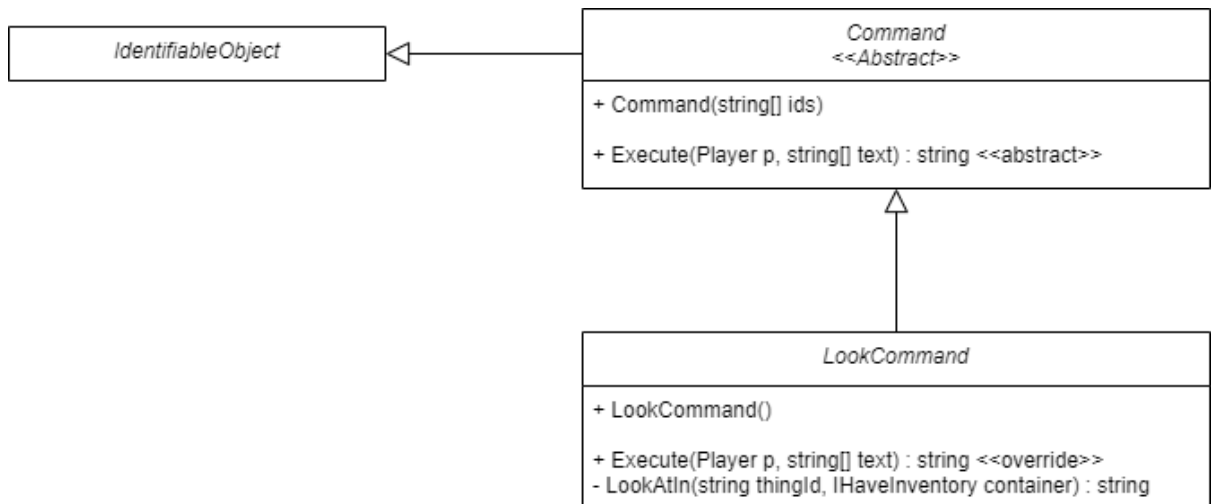 IdentifiableObject
Command
<<Abstract>>
+ Command(string[] ids)
+ Execute(Player p, string[] text) : string <<abstract>>
LookCommand
+ LookCommand()
+ Execute(Player p, string[] text) : string <<override>>
- LookAtIn(string thingId, IHaveInventory container) : string